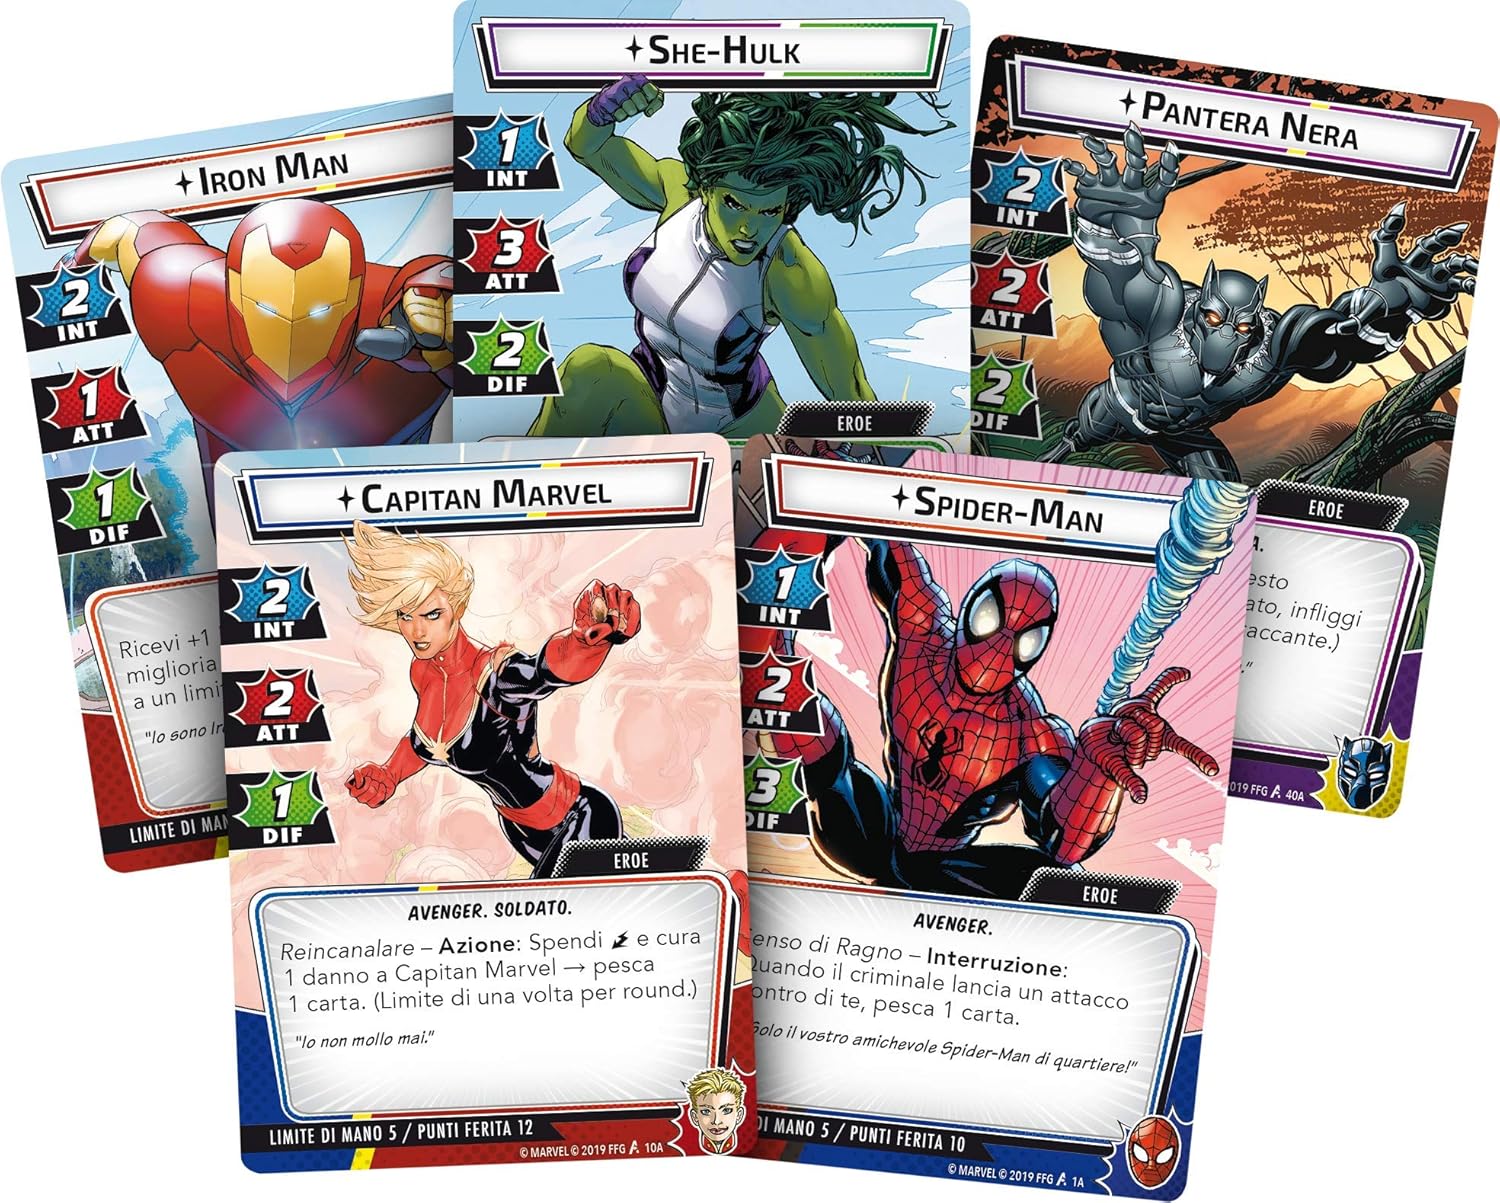 She-Hulk
1
INT
3
ATT
2
DIF
EROE
Pantera Nera
2
INT
2
ATT
2
DIF
EROE
esto
ato, infliggi
accante.)
2019 FFG 40A
Iron Man
2
INT
1
ATT
1
DIF
Ricevi +1
miglioria
a un limi
"Io sono Ir
LIMITE DI MAN
Capitan Marvel
2
INT
2
ATT
1
DIF
EROE
AVENGER. SOLDATO.
Reincanalare – Azione: Spendi e cura
1 danno a Capitan Marvel → pesca
1 carta. (Limite di una volta per round.)
"Io non mollo mai."
LIMITE DI MANO 5 / PUNTI FERITA 12
© MARVEL © 2019 FFG 10A
Spider-Man
1
INT
2
ATT
3
DIF
EROE
AVENGER.
enso di Ragno – Interruzione:
Quando il criminale lancia un attacco
ontro di te, pesca 1 carta.
Solo il vostro amichevole Spider-Man di quartiere!"
DI MANO 5 / PUNTI FERITA 10
© MARVEL © 2019 FFG 1A